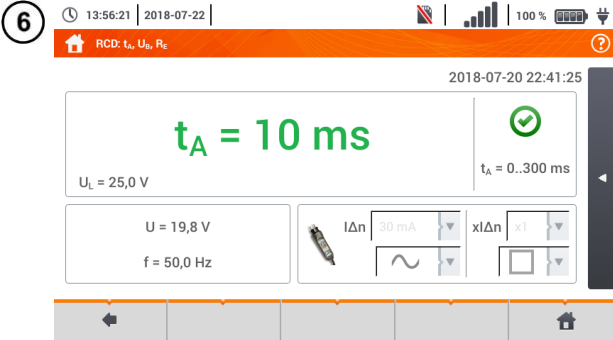 6
13:56:21 2018-07-22 100 %
RCD: tA, UB, RE ?
2018-07-20 22:41:25
tA = 10 ms
tA = 0..300 ms
UL = 25,0 V
U = 19,8 V
f = 50,0 Hz
IΔn 30 mA xIΔn x1